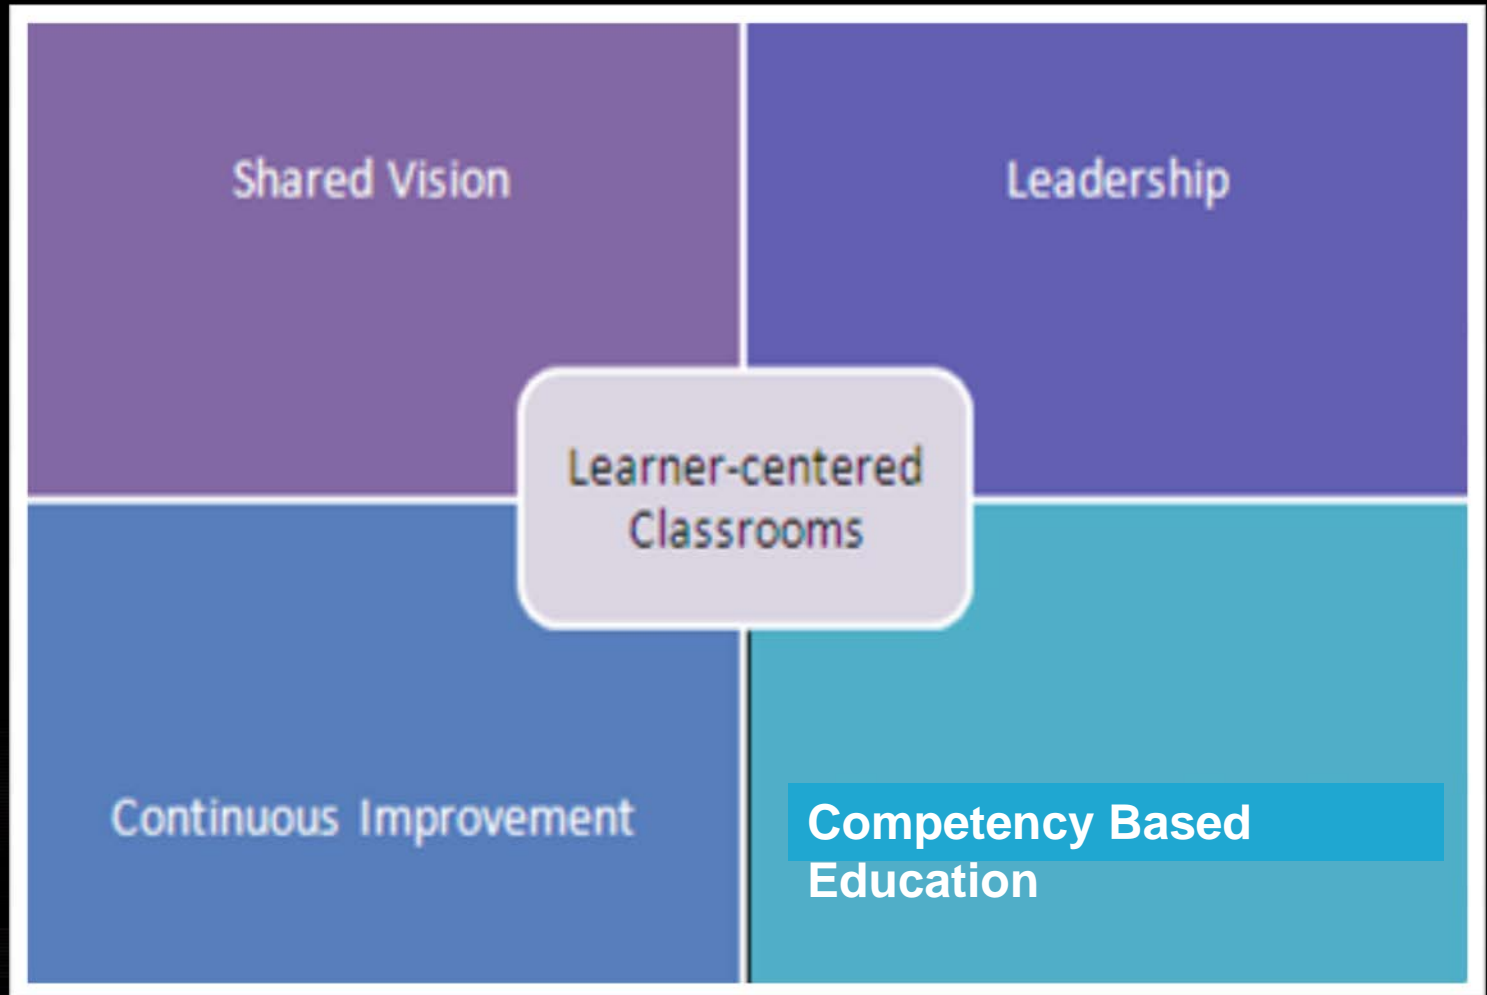 Shared Vision
Leadership
Learner-centered
Classrooms
Continuous Improvement
Competency Based
Education